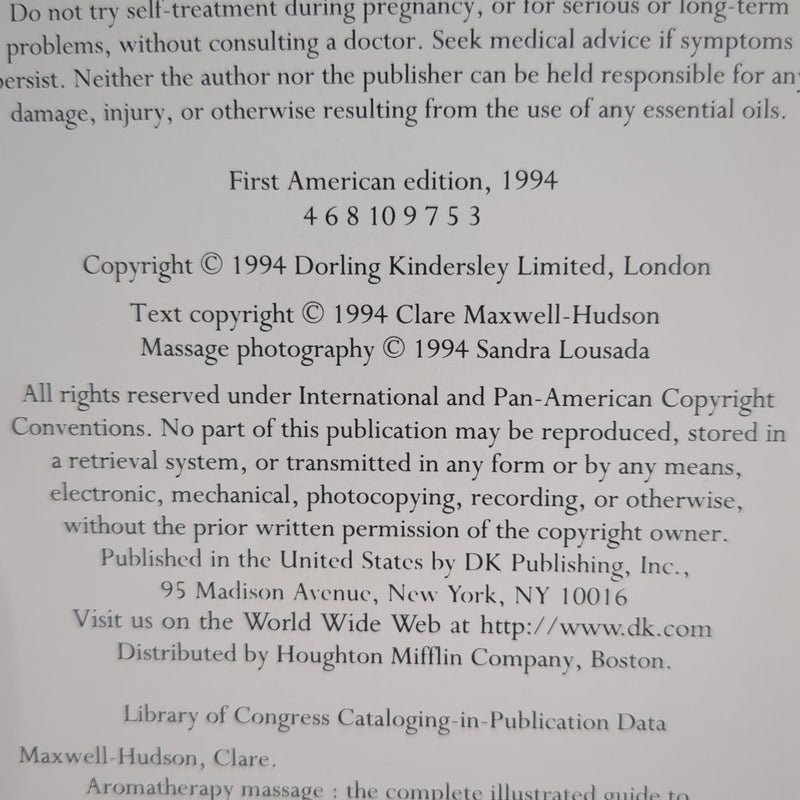 Do not try self-treatment during pregnancy, or for serious or long-term
problems, without consulting a doctor. Seek medical advice if symptoms
persist. Neither the author nor the publisher can be held responsible for any
damage, injury, or otherwise resulting from the use of any essential oils.
First American edition, 1994
4 6 8 10 9 7 5 3
Copyright © 1994 Dorling Kindersley Limited, London
Text copyright © 1994 Clare Maxwell-Hudson
Massage photography © 1994 Sandra Lousada
All rights reserved under International and Pan-American Copyright
Conventions. No part of this publication may be reproduced, stored in
a retrieval system, or transmitted in any form or by any means,
electronic, mechanical, photocopying, recording, or otherwise,
without the prior written permission of the copyright owner.
Published in the United States by DK Publishing, Inc.,
95 Madison Avenue, New York, NY 10016
Visit us on the World Wide Web at http://www.dk.com
Distributed by Houghton Mifflin Company, Boston.
Library of Congress Cataloging-in-Publication Data
Maxwell-Hudson, Clare.
Aromatherapy massage : the complete illustrated guide to